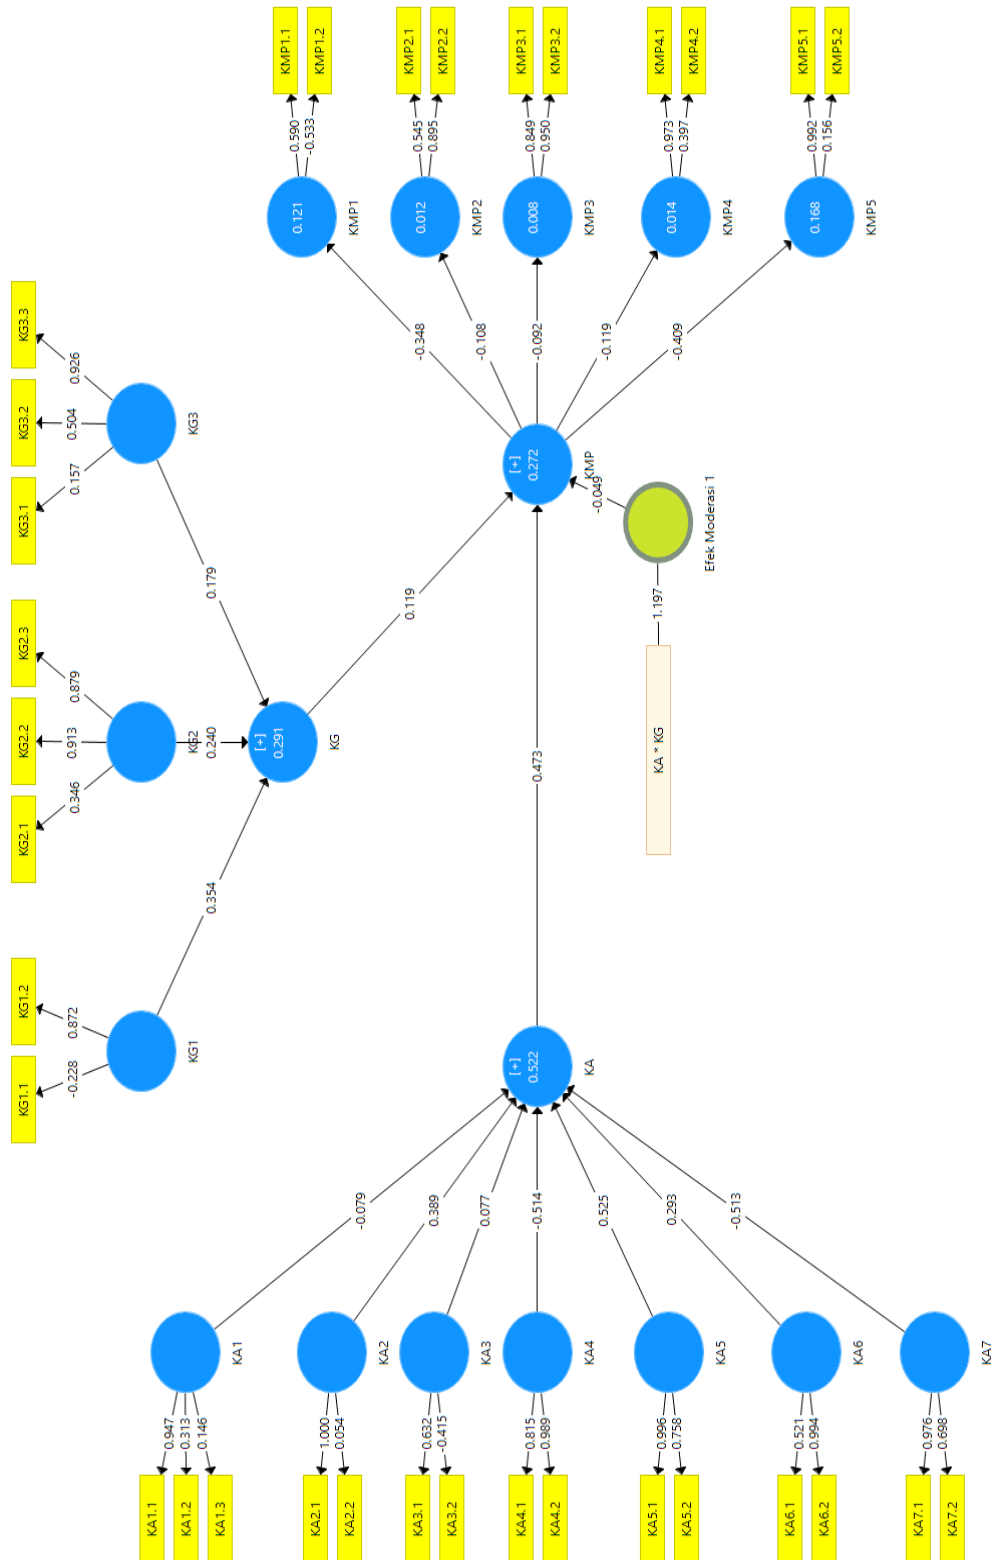 KG1.1
KG1.2
KG2.1
KG2.2
KG2.3
KG3.1
KG3.2
KG3.3
-0.228
0.872
0.346
0.913
0.879
0.157
0.504
0.926
KG1
KG2
KG3
0.354
0.240
0.179
[+]
0.291
KG
0.119
KA1.1
KA1.2
KA1.3
0.947
0.313
0.146
KA1
-0.079
KA2.1
KA2.2
1.000
0.054
KA2
0.389
KA3.1
KA3.2
0.632
-0.415
KA3
0.077
KA4.1
KA4.2
0.815
0.989
KA4
-0.514
KA5.1
KA5.2
0.996
0.758
KA5
0.525
KA6.1
KA6.2
0.521
0.994
KA6
0.293
KA7.1
KA7.2
0.976
0.698
KA7
-0.513
[+]
0.522
KA
0.473
[+]
0.272
KMP
-0.049
KA * KG
1.197
Efek Moderasi 1
-0.348
0.121
KMP1
0.590
-0.533
KMP1.1
KMP1.2
-0.108
0.012
KMP2
0.545
0.895
KMP2.1
KMP2.2
-0.092
0.008
KMP3
0.849
0.950
KMP3.1
KMP3.2
-0.119
0.014
KMP4
0.973
0.397
KMP4.1
KMP4.2
-0.409
0.168
KMP5
0.992
0.156
KMP5.1
KMP5.2